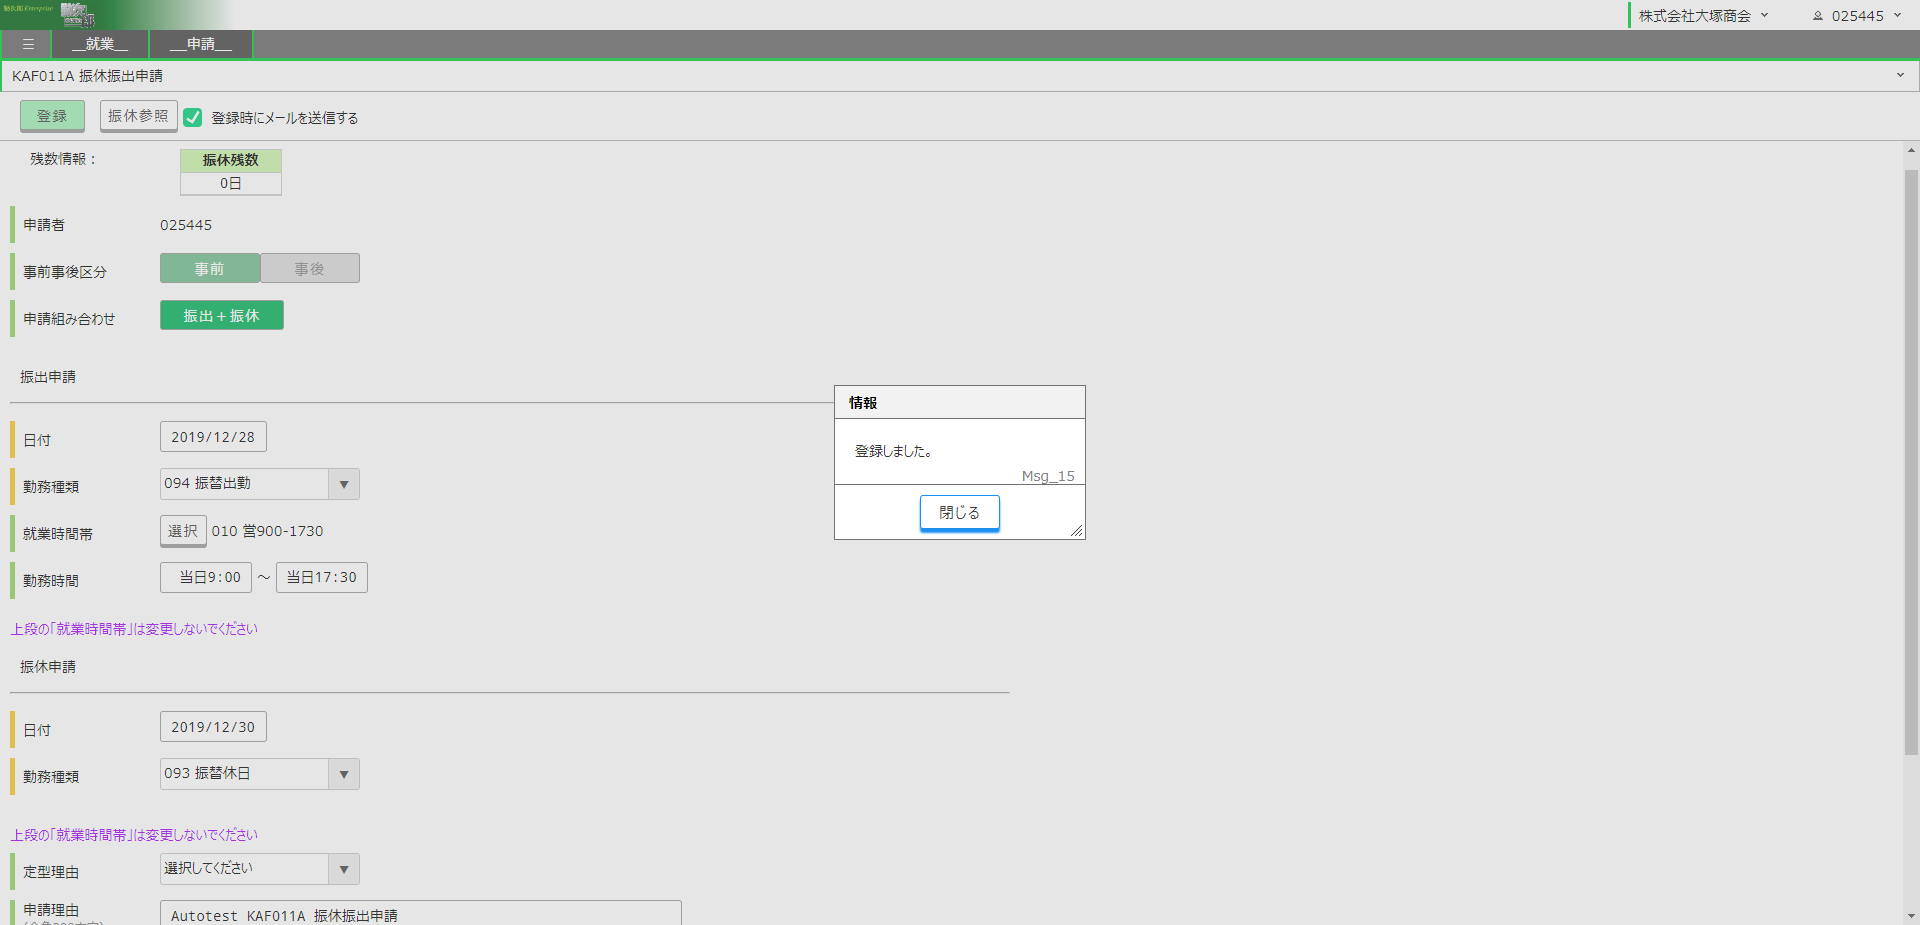 勤次郎 Enterprise
株式会社大塚商会
025445
☰
__就業__
__申請__
KAF011A 振休振出申請
登録
振休参照
登録時にメールを送信する
残数情報：
振休残数
0日
申請者
025445
事前事後区分
事前
事後
申請組み合わせ
振出＋振休
振出申請
日付
2019/12/28
勤務種類
094 振替出勤
就業時間帯
選択
010 営900-1730
勤務時間
当日9:00 ～ 当日17:30
上段の「就業時間帯」は変更しないでください
振休申請
日付
2019/12/30
勤務種類
093 振替休日
上段の「就業時間帯」は変更しないでください
定型理由
選択してください
申請理由
Autotest KAF011A 振休振出申請
情報
登録しました。
Msg_15
閉じる